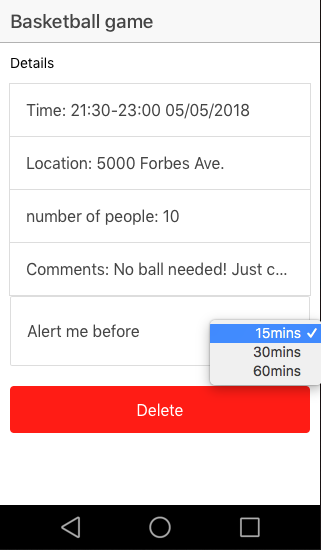 Basketball game
Details
Time: 21:30-23:00 05/05/2018
Location: 5000 Forbes Ave.
number of people: 10
Comments: No ball needed! Just c...
Alert me before
15mins ✓
30mins
60mins
Delete